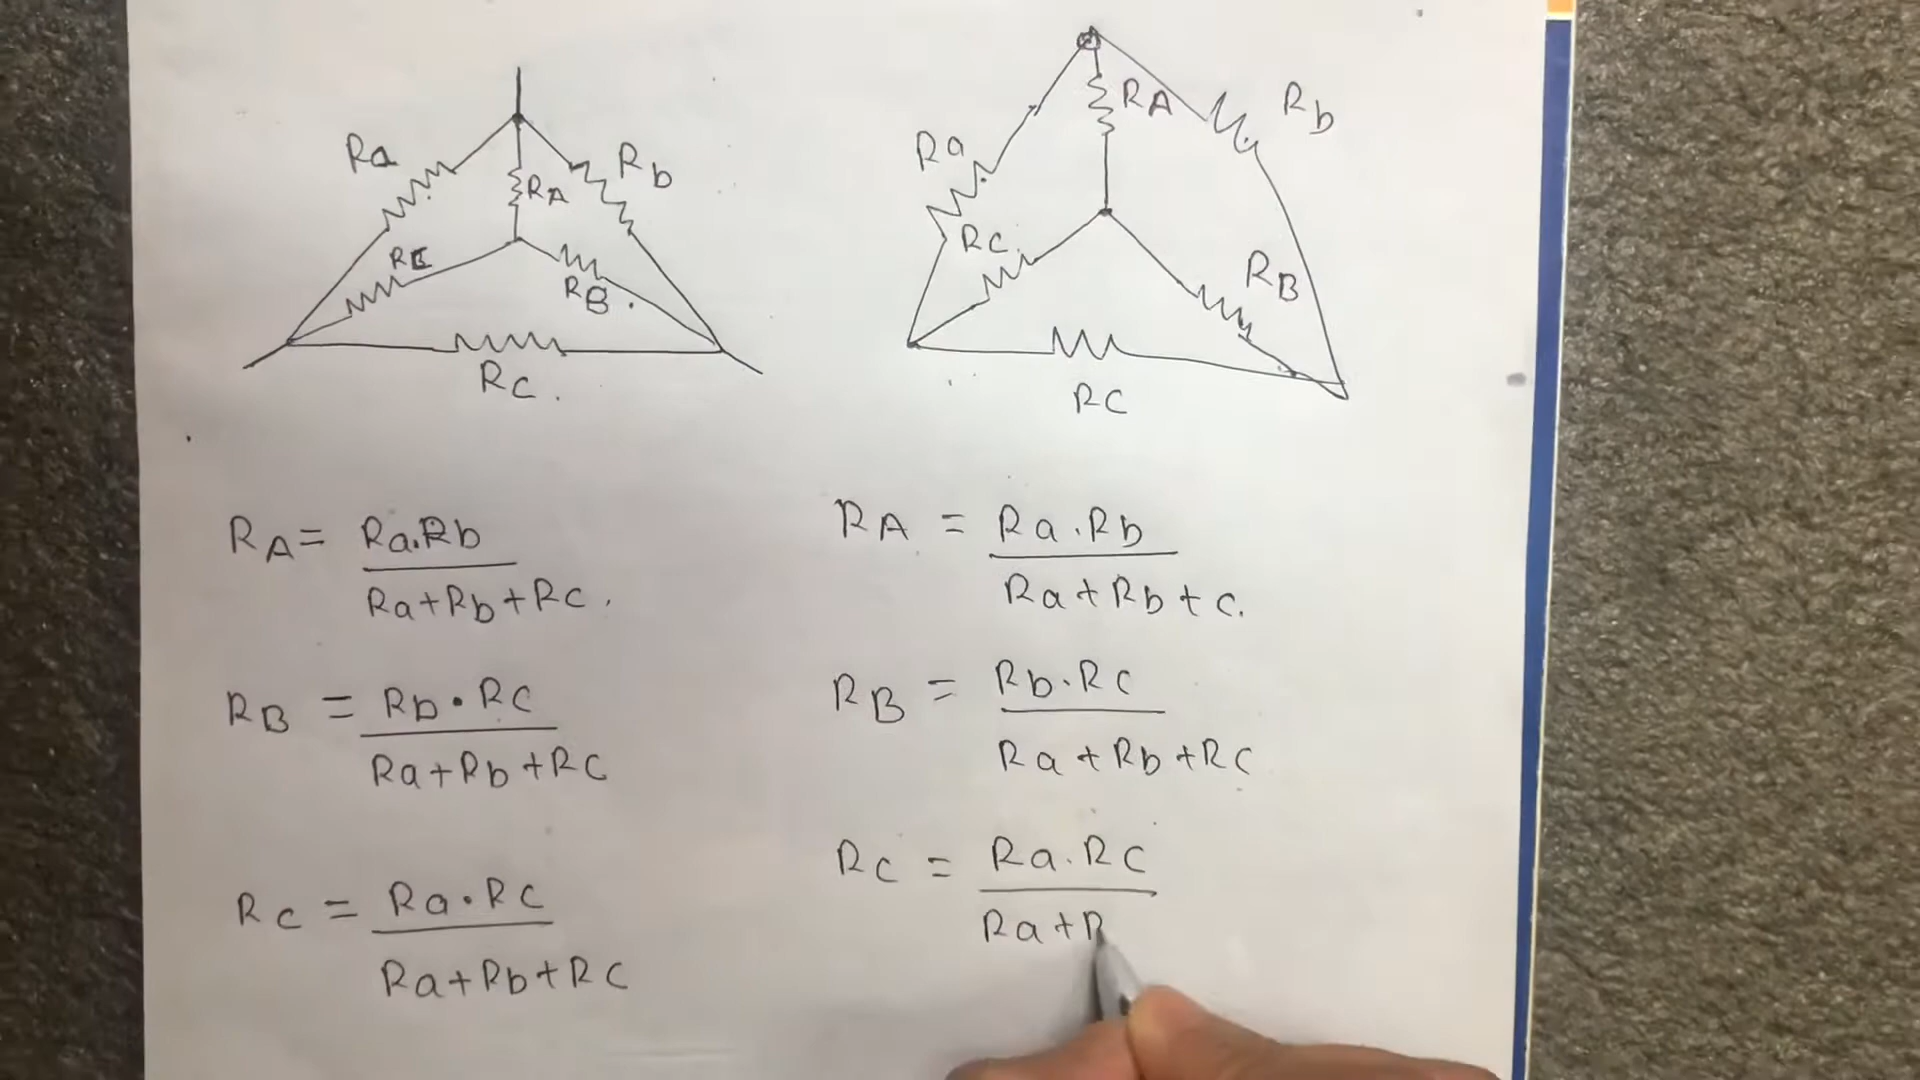 Ra
Rb
RA
RC
RB
RC
Ra
RA
Rb
RC
RB
RC
RA = Ra.Rb
Ra+Rb+RC
RB = Rb.RC
Ra+Rb+RC
RC = Ra.RC
Ra+Rb+RC
RA = Ra.Rb
Ra+Rb+C.
RB = Rb.RC
Ra+Rb+RC
RC = Ra.RC
Ra+R